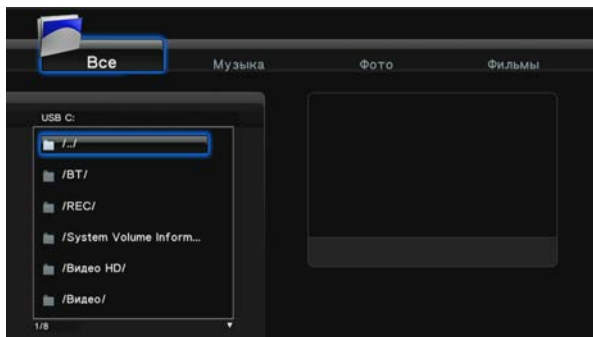 Все Музыка Фото Фильмы
USB C:
/../
/BT/
/REC/
/System Volume Inform...
/Видео HD/
/Видео/
1/8